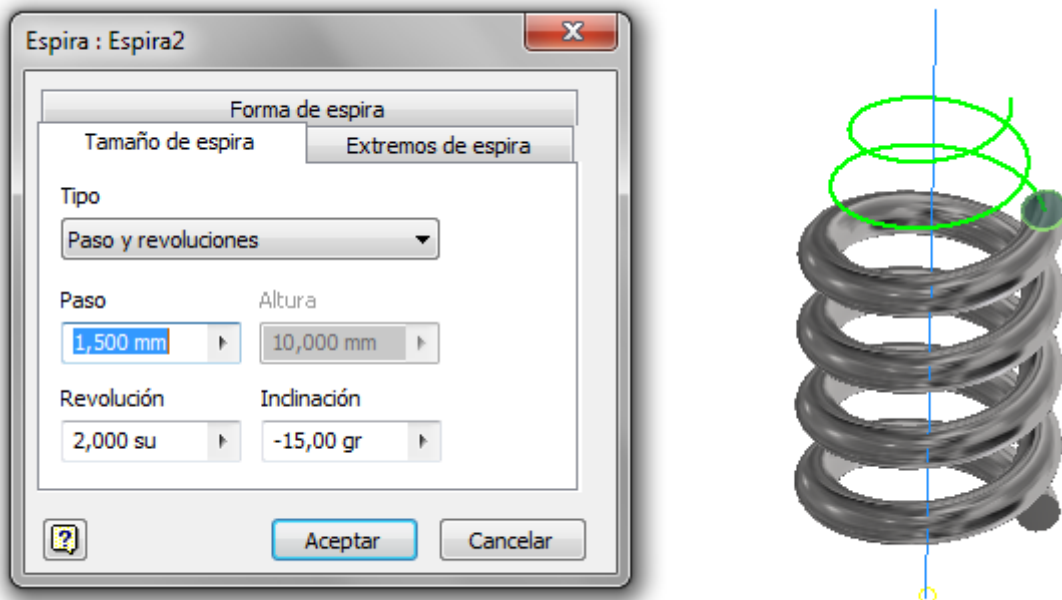 Espira : Espira2
Forma de espira
Tamaño de espira
Extremos de espira
Tipo
Paso y revoluciones
Paso
Altura
1,500 mm
10,000 mm
Revolución
Inclinación
2,000 su
-15,00 gr
?
Aceptar
Cancelar